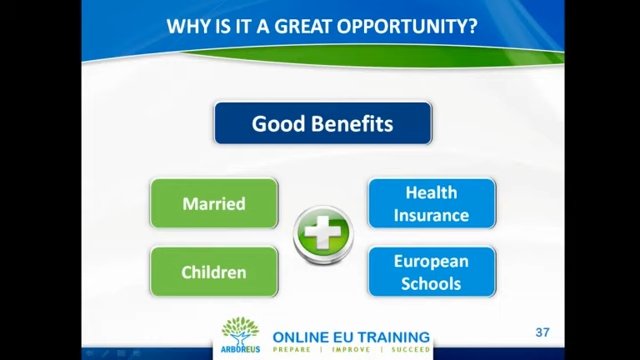 WHY IS IT A GREAT OPPORTUNITY?
Good Benefits
Married
Health
Insurance
Children
European
Schools
ARBOREUS
ONLINE EU TRAINING
PREPARE | IMPROVE | SUCCEED
37